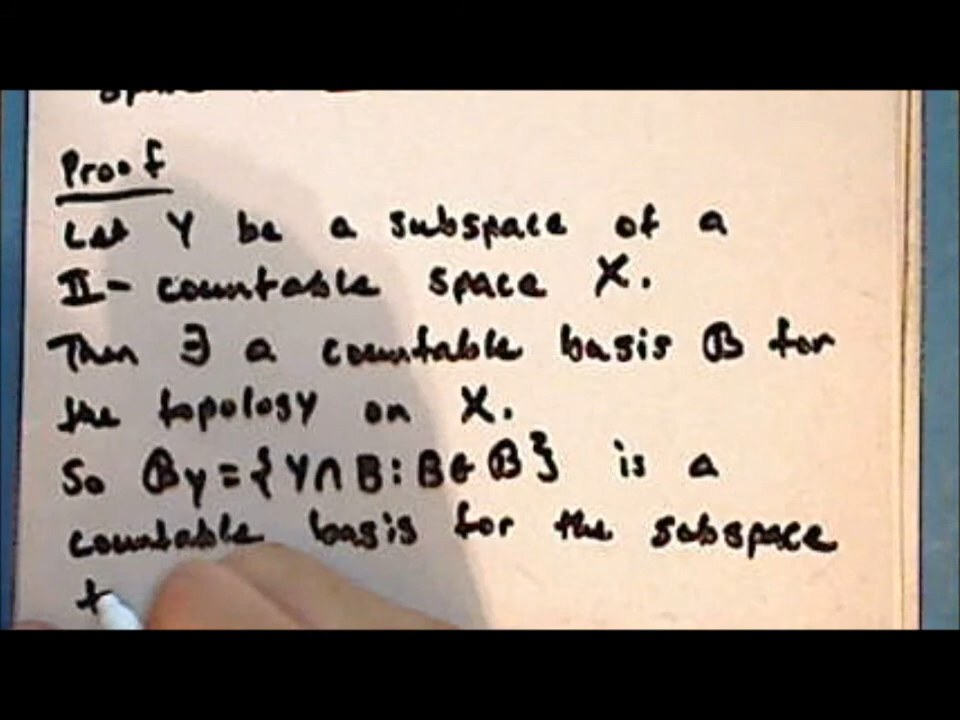 Proof
Let Y be a subspace of a
II-countable space X.
Then ∃ a countable basis 𝔹 for
the topology on X.
So 𝔹_Y = {Y∩B : B∈𝔹} is a
countable basis for the subspace
t